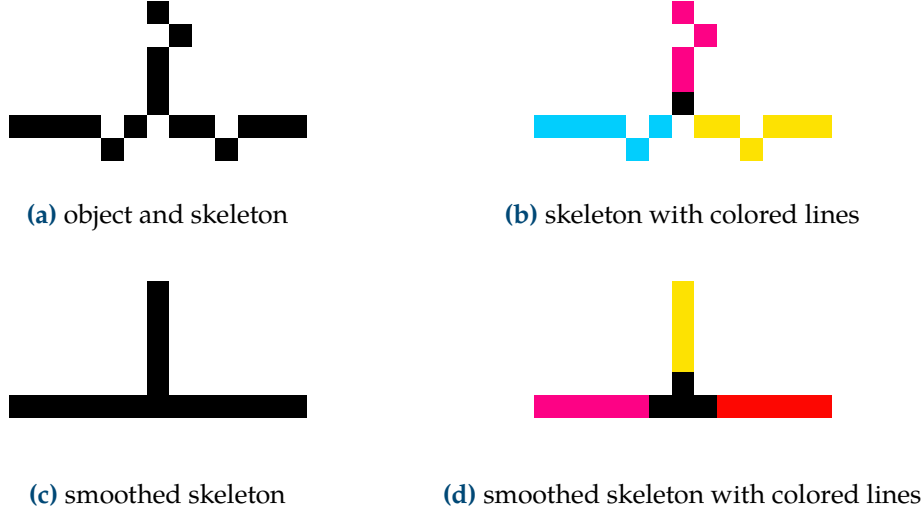 (a) object and skeleton
(b) skeleton with colored lines
(c) smoothed skeleton
(d) smoothed skeleton with colored lines